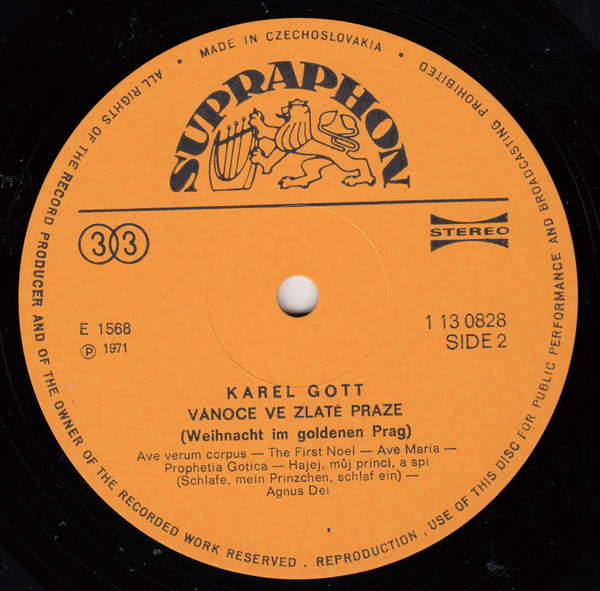 MADE IN CZECHOSLOVAKIA
ALL RIGHTS OF THE RECORD PRODUCER AND OF THE OWNER OF THE RECORDED WORK RESERVED . REPRODUCTION , USE OF THIS DISC FOR PUBLIC PERFORMANCE AND BROADCASTING PROHIBITED
SUPRAPHON
33
STEREO
E 1568
℗ 1971
1 13 0828
SIDE 2
KAREL GOTT
VÁNOCE VE ZLATÉ PRAZE
(Weihnacht im goldenen Prag)
Ave verum corpus — The First Noel — Ave Maria —
Prophetia Gotica — Hajej, můj princi, a spi
(Schlafe, mein Prinzchen, schlaf ein) —
Agnus Dei